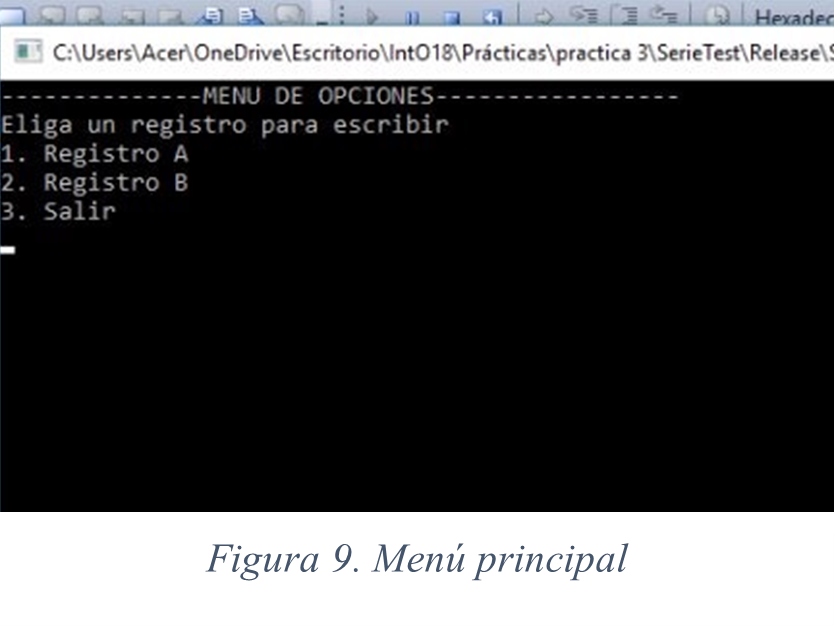 Hexadec
C:\Users\Acer\OneDrive\Escritorio\IntO18\Prácticas\practica 3\SerieTest\Release\S
--------------MENU DE OPCIONES-----------------
Eliga un registro para escribir
1. Registro A
2. Registro B
3. Salir
Figura 9. Menú principal